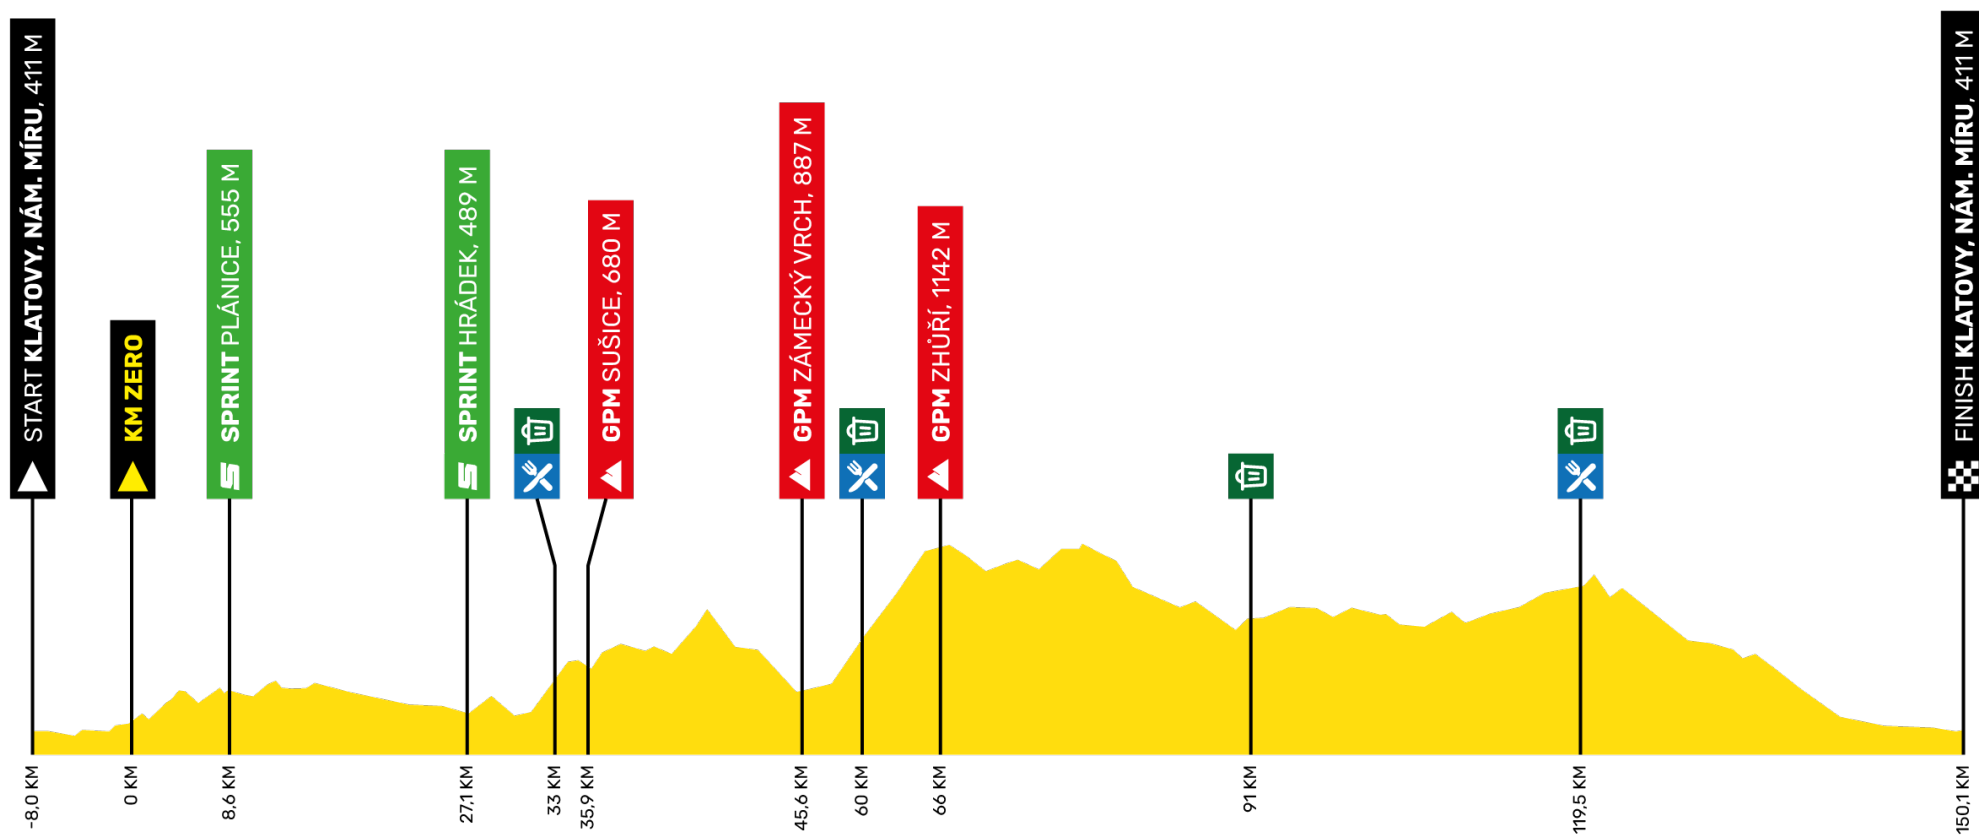 START KLATOVY, NÁM. MÍRU, 411 M
KM ZERO
SPRINT PLÁNICE, 555 M
SPRINT HRÁDEK, 489 M
GPM SUŠICE, 680 M
GPM ZÁMECKÝ VRCH, 887 M
GPM ZHŮŘÍ, 1142 M
FINISH KLATOVY, NÁM. MÍRU, 411 M
-8,0 KM
0 KM
8,6 KM
27,1 KM
33 KM
35,9 KM
45,6 KM
60 KM
66 KM
91 KM
119,5 KM
150,1 KM